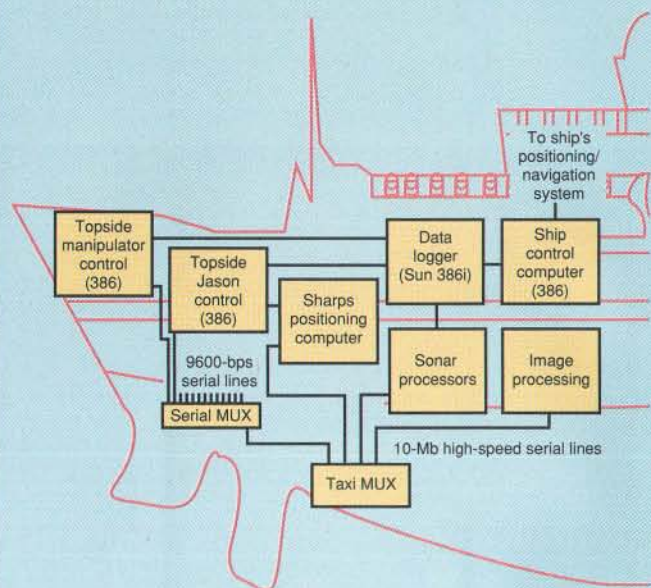 To ship's
positioning/
navigation
system
Topside
manipulator
control
(386)
Topside
Jason
control
(386)
Sharps
positioning
computer
Data
logger
(Sun 386i)
Ship
control
computer
(386)
9600-bps
serial lines
Serial MUX
Sonar
processors
Image
processing
10-Mb high-speed serial lines
Taxi MUX